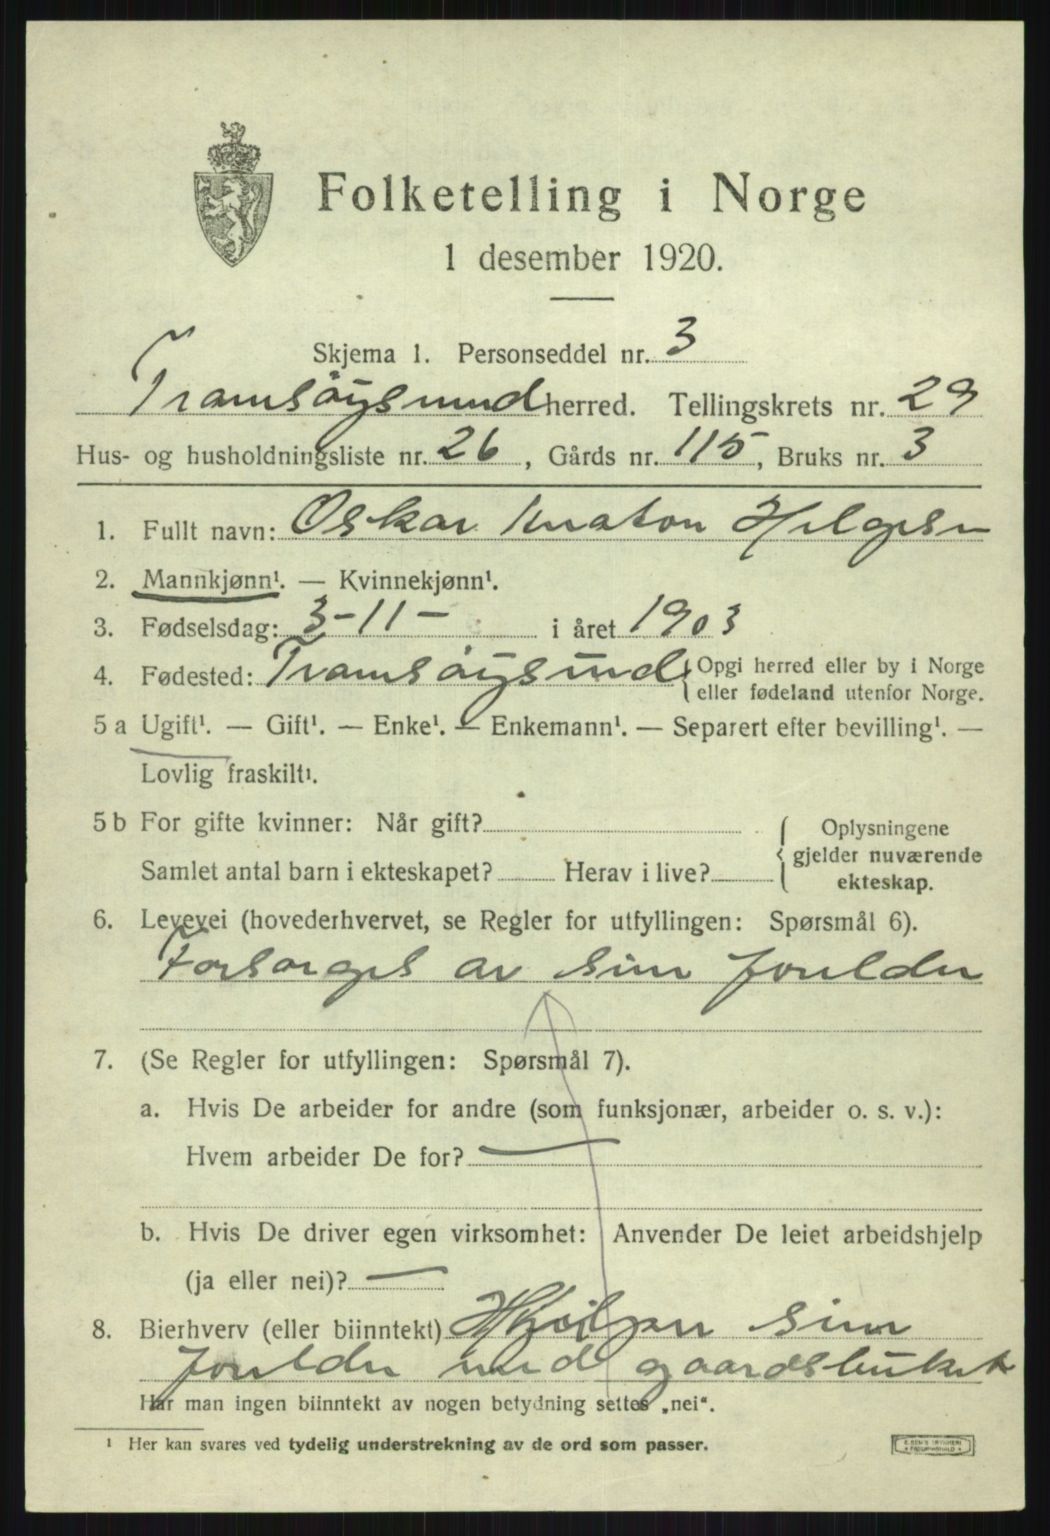 Folketelling i Norge
1 desember 1920.
Skjema 1. Personseddel nr. 3
Tromsøysund herred. Tellingskrets nr. 29
Hus- og husholdningsliste nr. 26, Gårds nr. 115, Bruks nr. 3
1. Fullt navn: Oskar Helgesen
2. Mannkjønn¹. — Kvinnekjønn¹.
3. Fødselsdag: 3-11- i året 1903
4. Fødested: Tromsøysund { Opgi herred eller by i Norge
eller fødeland utenfor Norge.
5 a Ugift¹. — Gift¹. — Enke¹. — Enkemann¹. — Separert efter bevilling¹. —
Lovlig fraskilt¹.
5 b For gifte kvinner: Når gift?
Samlet antal barn i ekteskapet? Herav i live?
{ Oplysningene
gjelder nuværende
ekteskap.
6. Levevei (hovederhvervet, se Regler for utfyllingen: Spørsmål 6).
Forsørges av sine foreldre
7. (Se Regler for utfyllingen: Spørsmål 7).
a. Hvis De arbeider for andre (som funksjonær, arbeider o. s. v.):
Hvem arbeider De for? —
b. Hvis De driver egen virksomhet: Anvender De leiet arbeidshjelp
(ja eller nei)? —
8. Bierhverv (eller biinntekt) Hjelper sine
foreldre med gaardsbruket
Har man ingen biinntekt av nogen betydning settes „nei“.
¹ Her kan svares ved tydelig understrekning av de ord som passer.